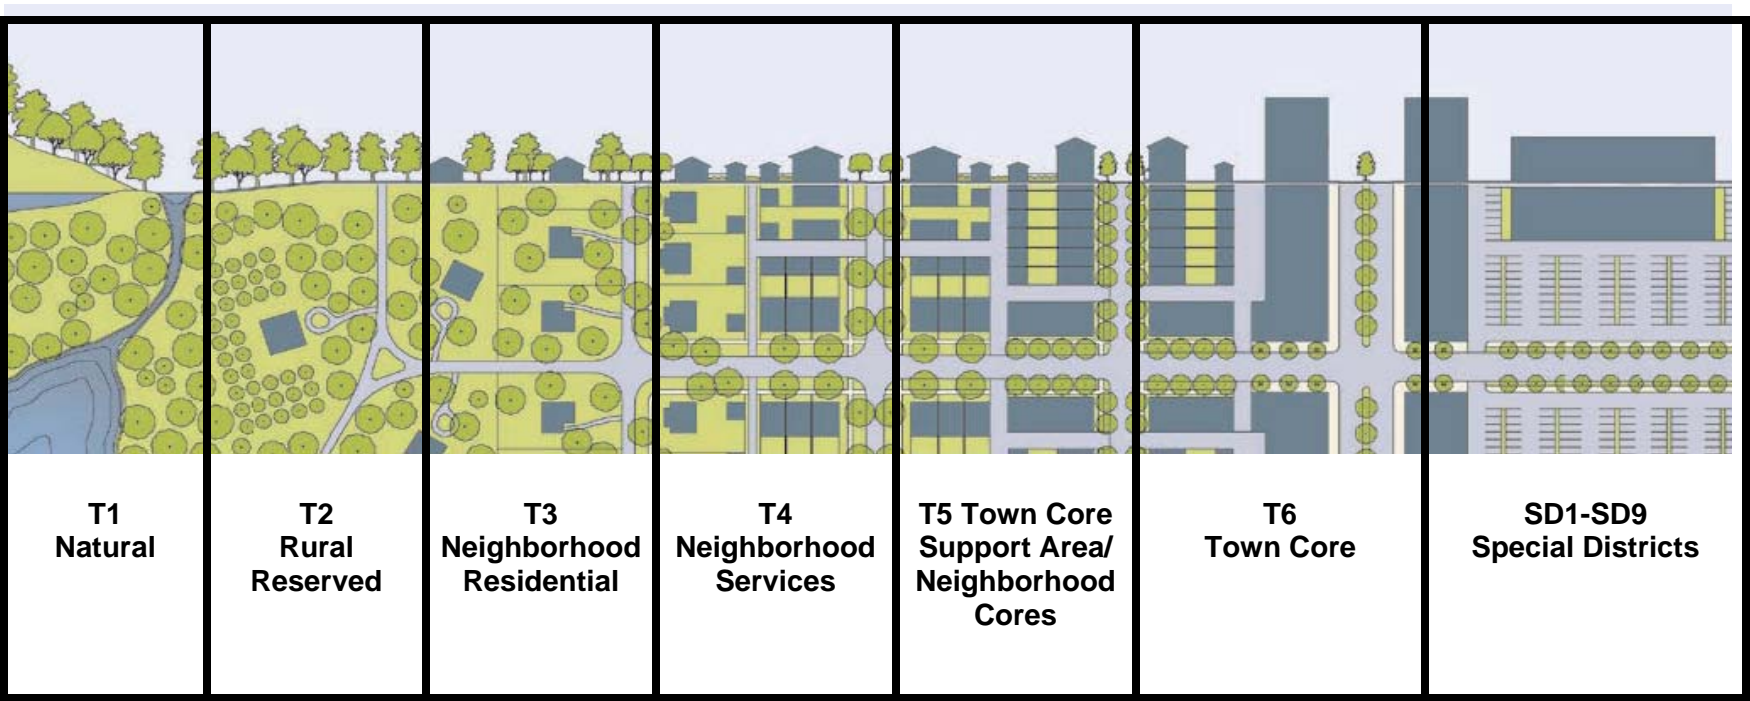 T1
Natural
T2
Rural
Reserved
T3
Neighborhood
Residential
T4
Neighborhood
Services
T5 Town Core
Support Area/
Neighborhood
Cores
T6
Town Core
SD1-SD9
Special Districts